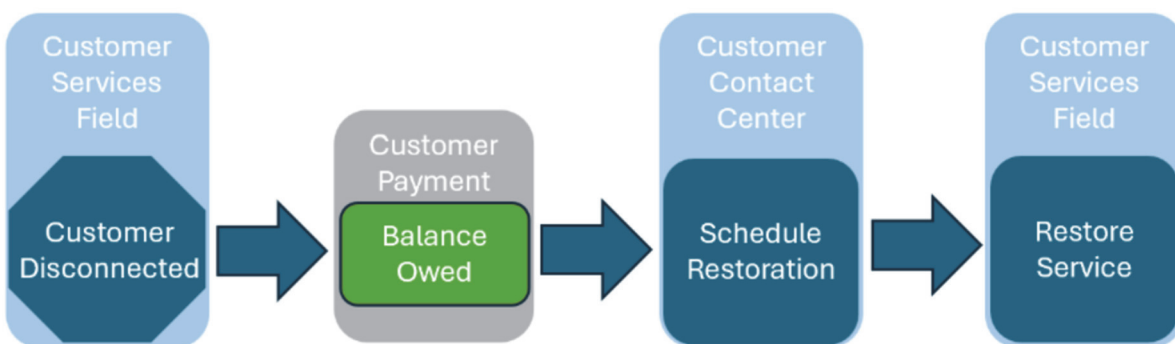 Customer
Services
Field
Customer
Disconnected
Customer
Payment
Balance
Owed
Customer
Contact
Center
Schedule
Restoration
Customer
Services
Field
Restore
Service